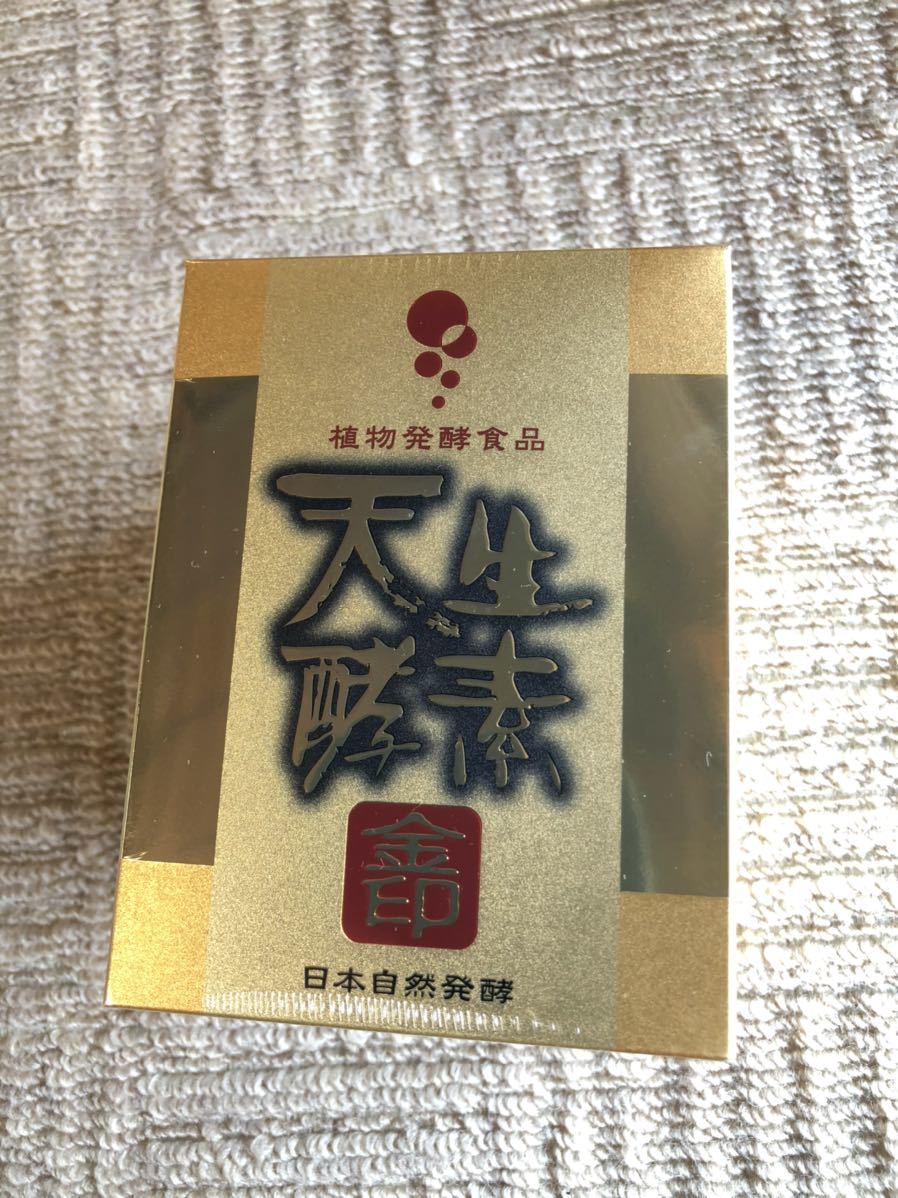 植物発酵食品
天生
酵素
金印
日本自然発酵